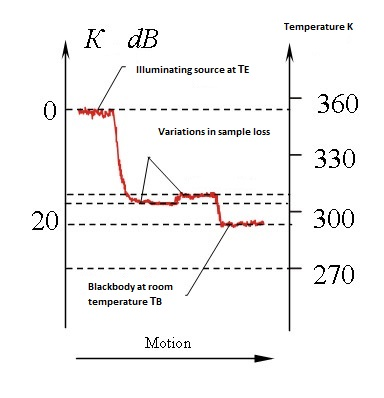 K dB
Temperature K
Illuminating source at TE
0
360
Variations in sample loss
330
20
300
270
Blackbody at room
temperature TB
Motion